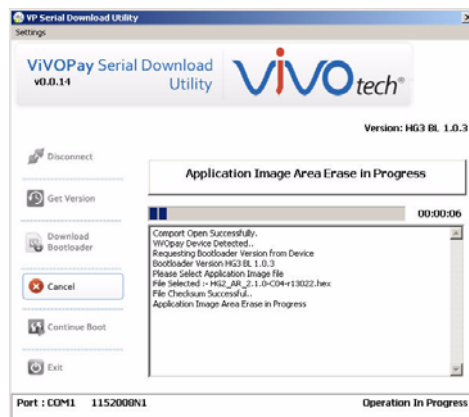 VP Serial Download Utility
Settings
ViVOPay Serial Download
v0.0.14 Utility
ViVOtech®
Version: HG3 BL 1.0.3
Disconnect
Application Image Area Erase in Progress
Get Version
00:00:06
Download
Bootloader
Comport Open Successfully.
ViVOpay Device Detected..
Requesting Bootloader Version from Device
Bootloader Version HG3 BL 1.0.3
Please Select Application Image file
File Selected :- HG2_AR_2.1.0-C04-r13022.hex
File Checksum Successful..
Application Image Area Erase in Progress
Cancel
Continue Boot
Exit
Port : COM1 1152008N1
Operation In Progress